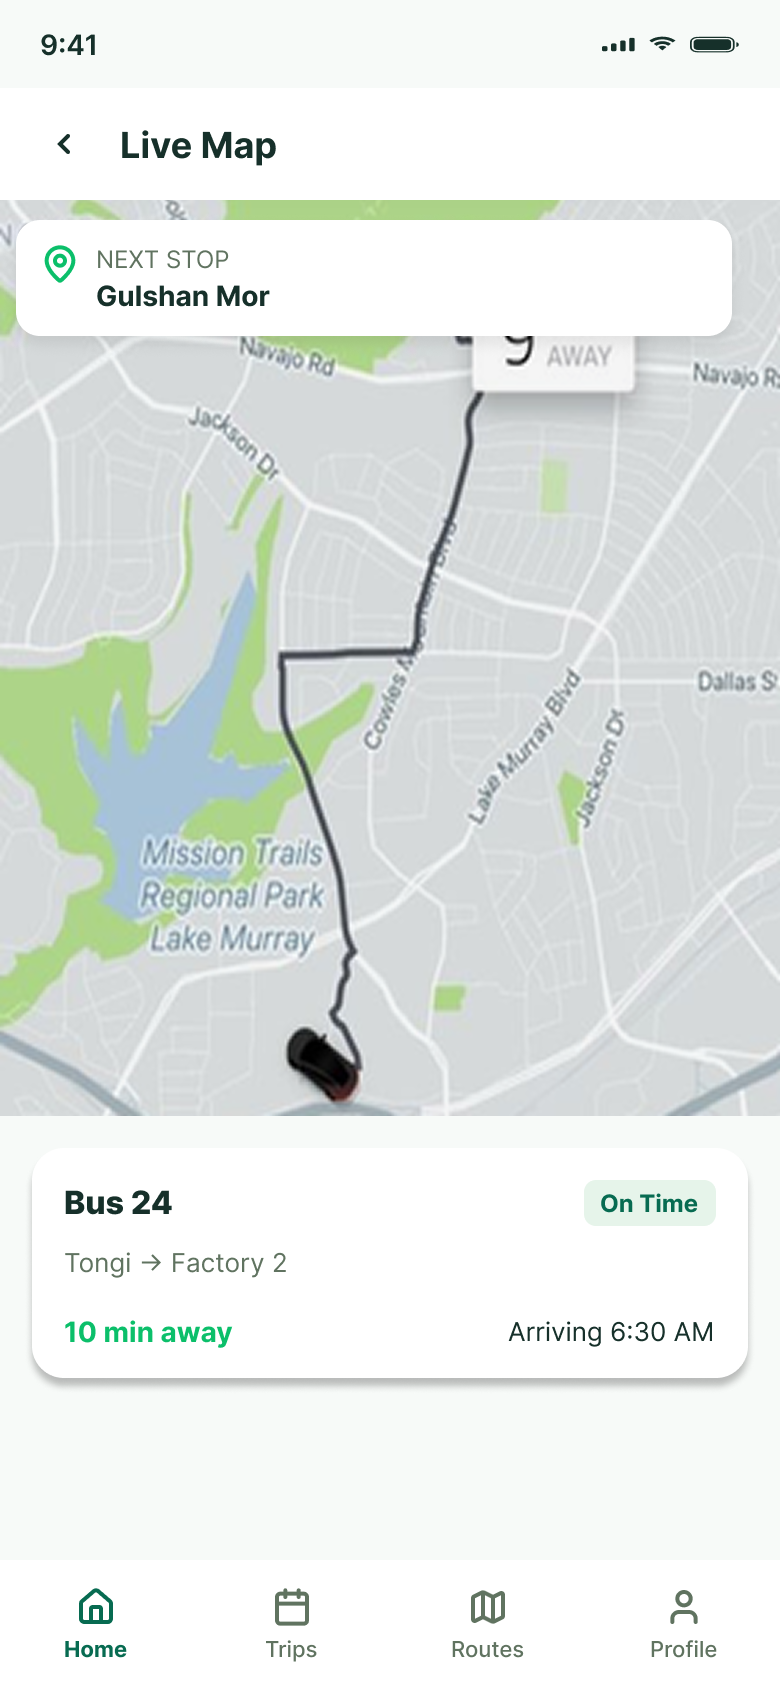 9:41
Live Map
NEXT STOP
Gulshan Mor
9 AWAY
Navajo Rd
Navajo
Jackson Dr
Cowles
Dallas
Lake Murray Blvd
Jackson Dr
Mission Trails
Regional Park
Lake Murray
Bus 24
On Time
Tongi → Factory 2
10 min away
Arriving 6:30 AM
Home
Trips
Routes
Profile